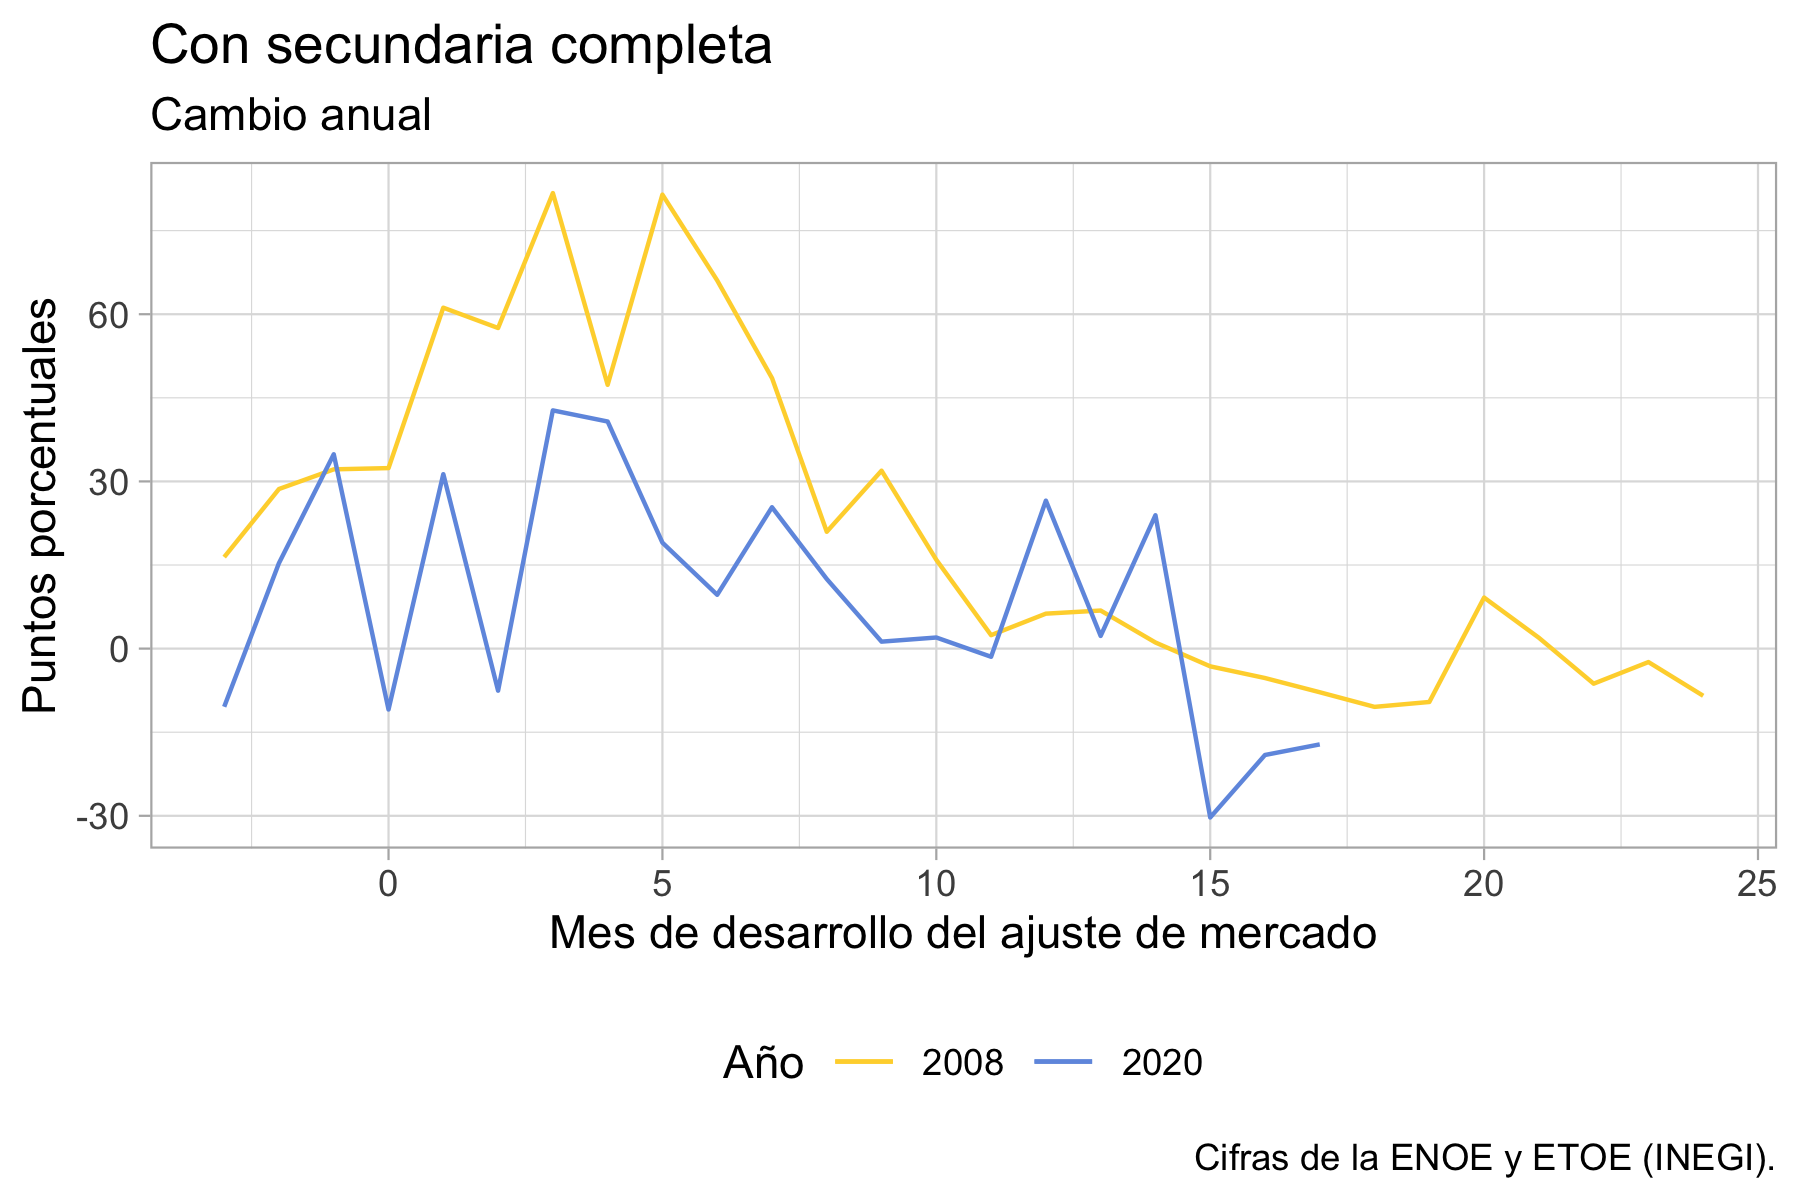 Con secundaria completa
Cambio anual
Puntos porcentuales
60
30
0
-30
0 5 10 15 20 25
Mes de desarrollo del ajuste de mercado
Año 2008 2020
Cifras de la ENOE y ETOE (INEGI).